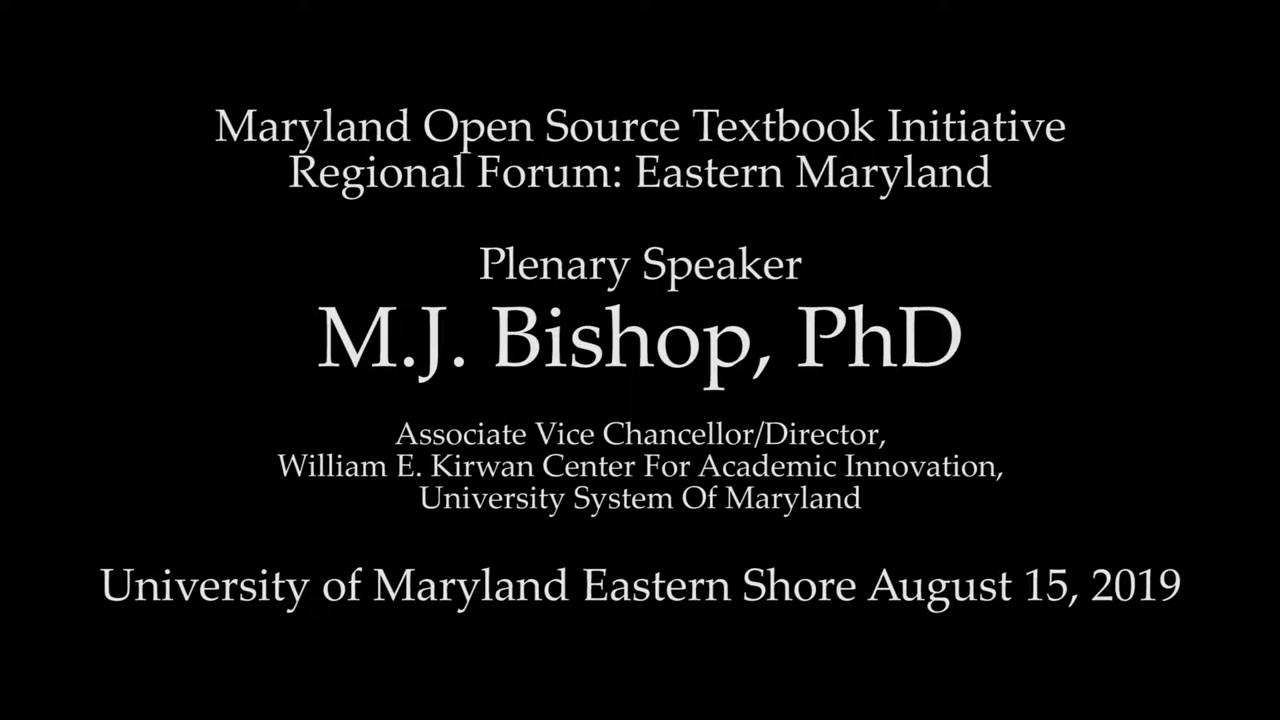 Maryland Open Source Textbook Initiative
Regional Forum: Eastern Maryland
Plenary Speaker
M.J. Bishop, PhD
Associate Vice Chancellor/Director,
William E. Kirwan Center For Academic Innovation,
University System Of Maryland
University of Maryland Eastern Shore August 15, 2019